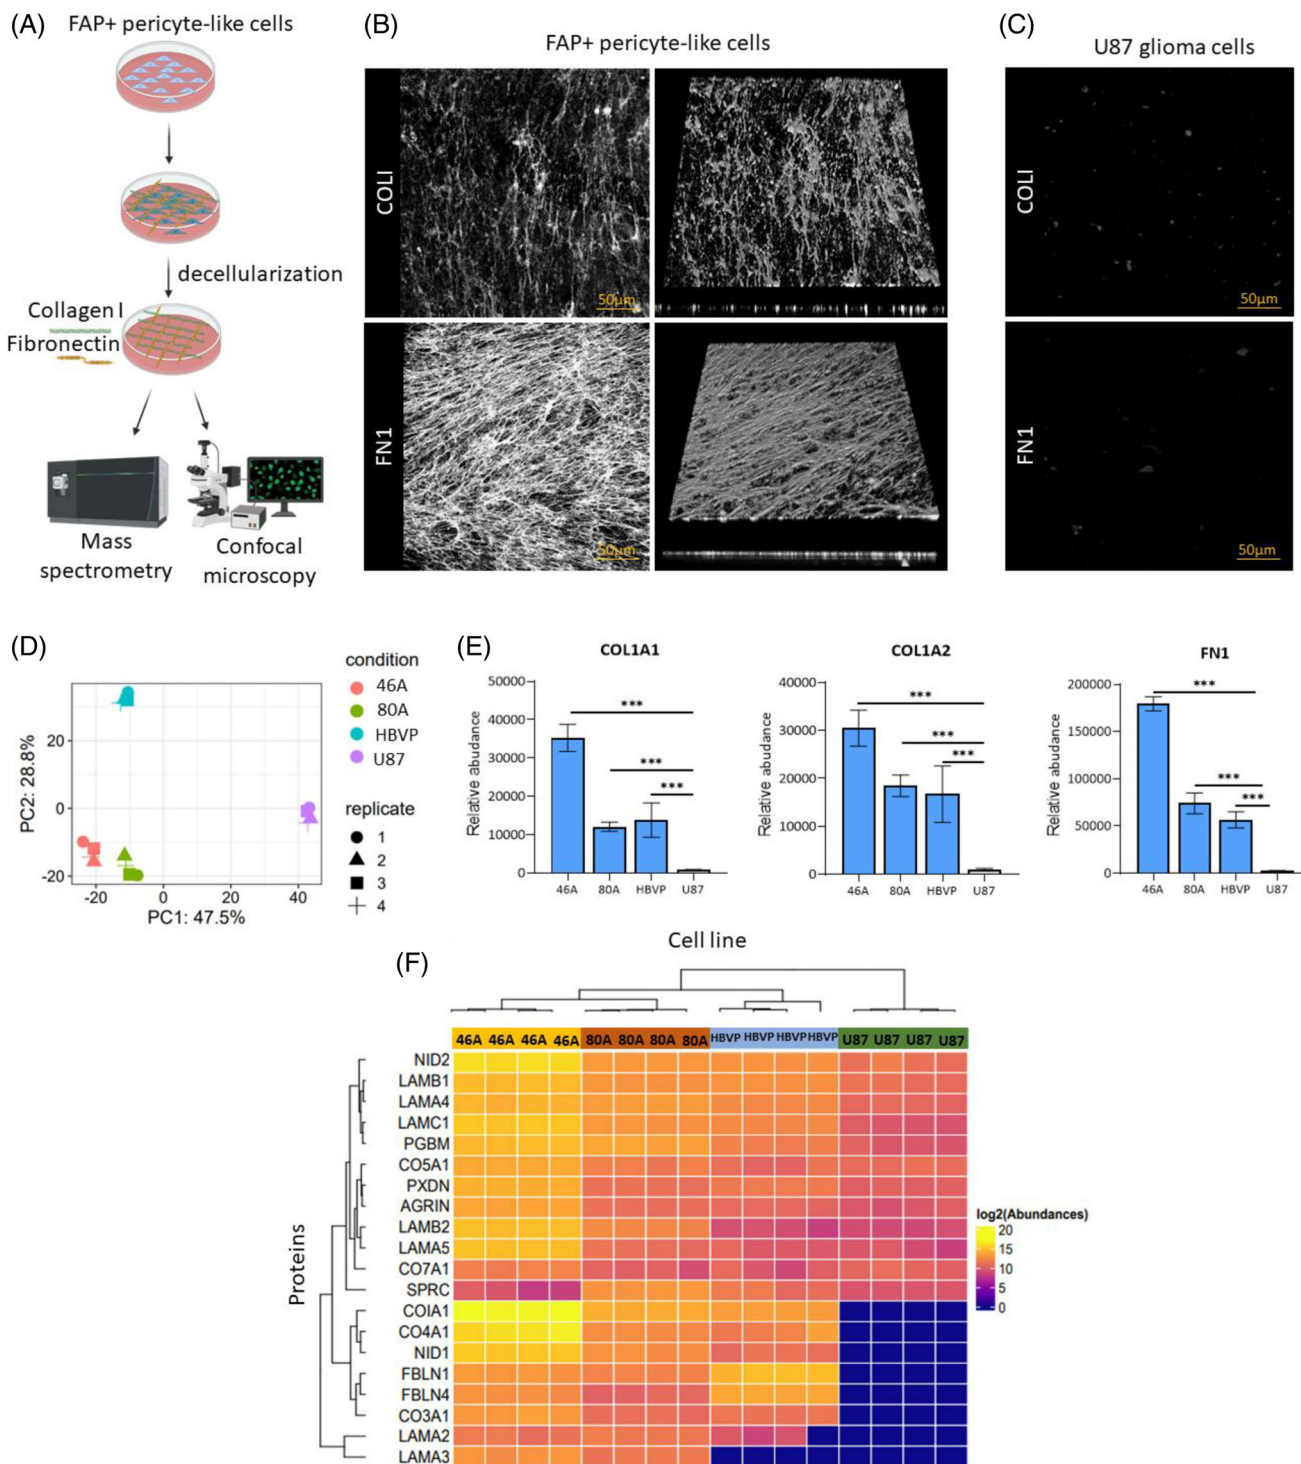 (A)
FAP+ pericyte-like cells
decellularization
Collagen I
Fibronectin
Mass
spectrometry
Confocal
microscopy
(B)
FAP+ pericyte-like cells
COLI
50µm
FN1
50µm
(C)
U87 glioma cells
COLI
50µm
FN1
50µm
(D)
PC2: 28.8%
20
0
-20
-20
0
20
40
PC1: 47.5%
condition
46A
80A
HBVP
U87
replicate
1
2
3
4
(E)
COL1A1
Relative abudance
50000
40000
30000
20000
10000
0
***
***
***
46A 80A HBVP U87
COL1A2
Relative abudance
40000
30000
20000
10000
0
***
***
***
46A 80A HBVP U87
FN1
Relative abudance
200000
150000
100000
50000
0
***
***
***
46A 80A HBVP U87
(F)
Cell line
46A 46A 46A 46A 80A 80A 80A 80A HBVP HBVP HBVP HBVP U87 U87 U87 U87
Proteins
NID2
LAMB1
LAMA4
LAMC1
PGBM
CO5A1
PXDN
AGRIN
LAMB2
LAMA5
CO7A1
SPRC
COIA1
CO4A1
NID1
FBLN1
FBLN4
CO3A1
LAMA2
LAMA3
log2(Abundances)
20
15
10
5
0